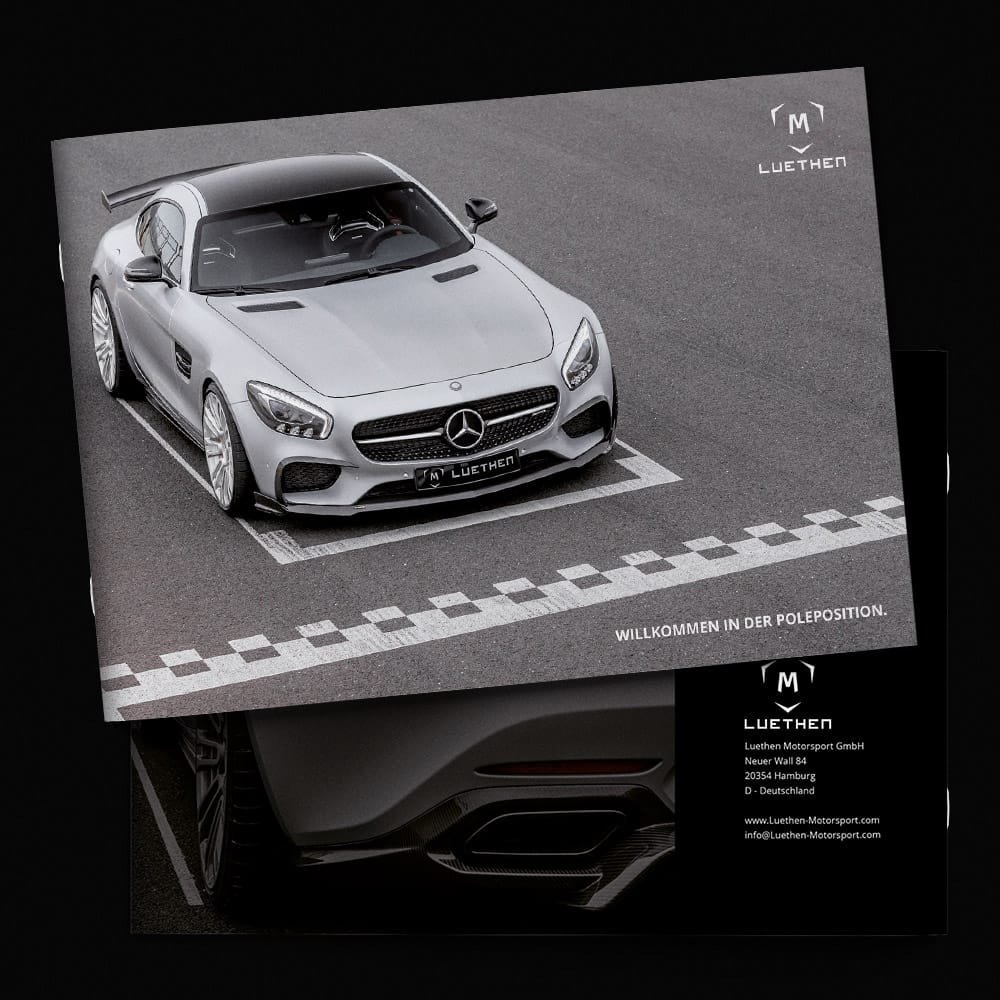 M
LUETHEN
M LUETHEN
WILLKOMMEN IN DER POLEPOSITION.
M
LUETHEN
Luethen Motorsport GmbH
Neuer Wall 84
20354 Hamburg
D - Deutschland
www.Luethen-Motorsport.com
info@Luethen-Motorsport.com